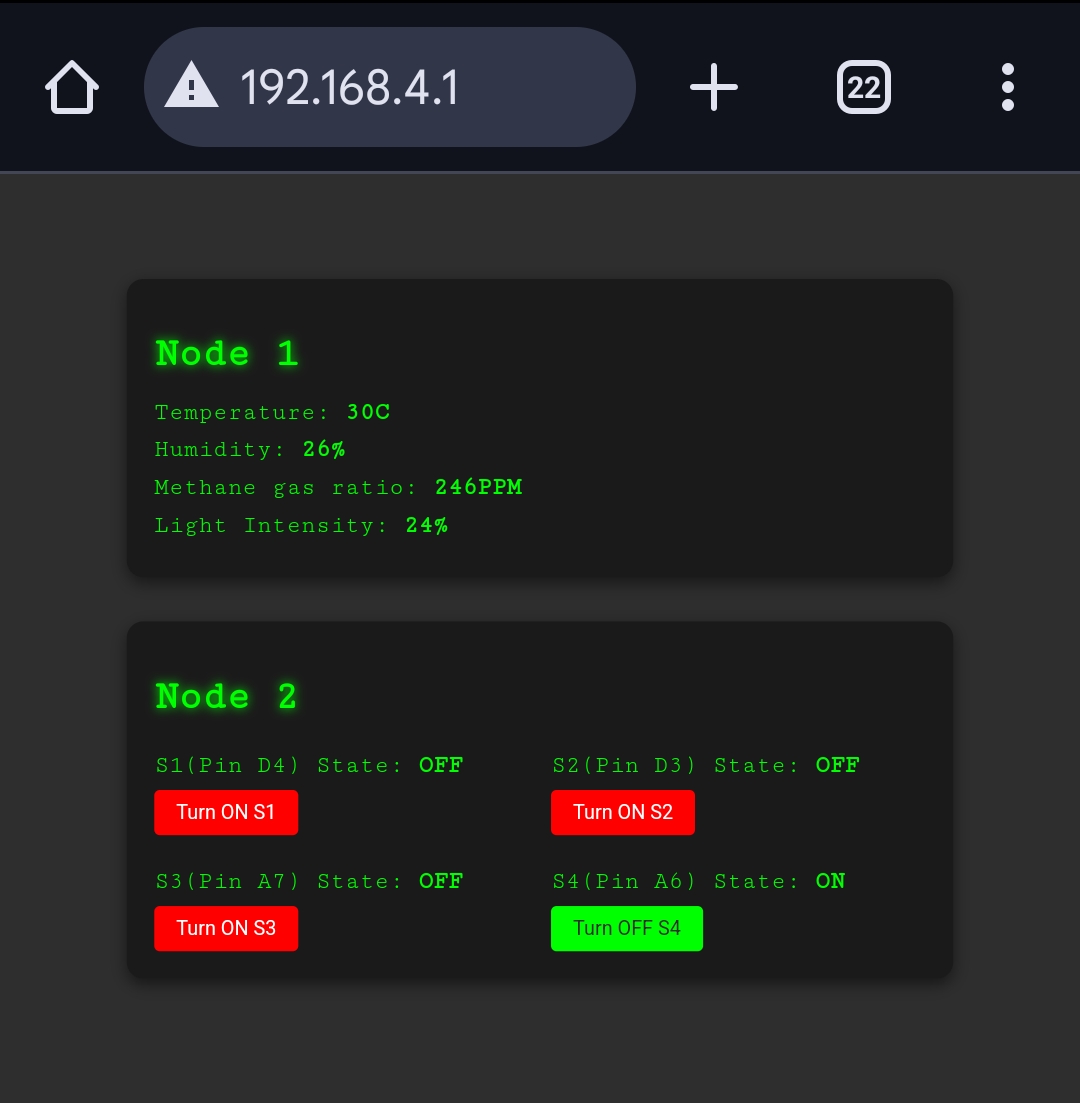 192.168.4.1
22
Node 1
Temperature: 30C
Humidity: 26%
Methane gas ratio: 246PPM
Light Intensity: 24%
Node 2
S1(Pin D4) State: OFF
S2(Pin D3) State: OFF
Turn ON S1
Turn ON S2
S3(Pin A7) State: OFF
S4(Pin A6) State: ON
Turn ON S3
Turn OFF S4